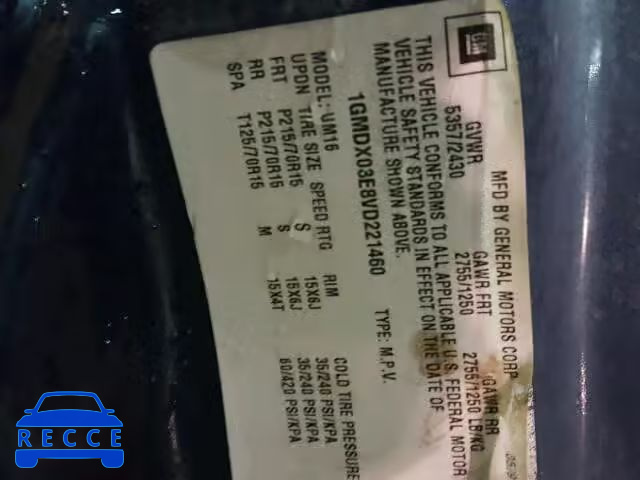 GM
MFD BY GENERAL MOTORS CORP
GVWR GAWR FRT GAWR RR
5357/2430 2755/1250 2755/1250 LB/KG
THIS VEHICLE CONFORMS TO ALL APPLICABLE U.S. FEDERAL MOTOR
VEHICLE SAFETY STANDARDS IN EFFECT ON THE DATE OF
MANUFACTURE SHOWN ABOVE.
1GMDX03E8VD221460 TYPE: M.P.V.
MODEL: UM16
UPDN TIRE SIZE SPEED RTG RIM COLD TIRE PRESSURE
FRT P215/70R15 S 15X6J 35/240 PSI/KPA
RR P215/70R15 S 15X6J 35/240 PSI/KPA
SPA T125/70R15 M 15X4T 60/420 PSI/KPA
RECCE